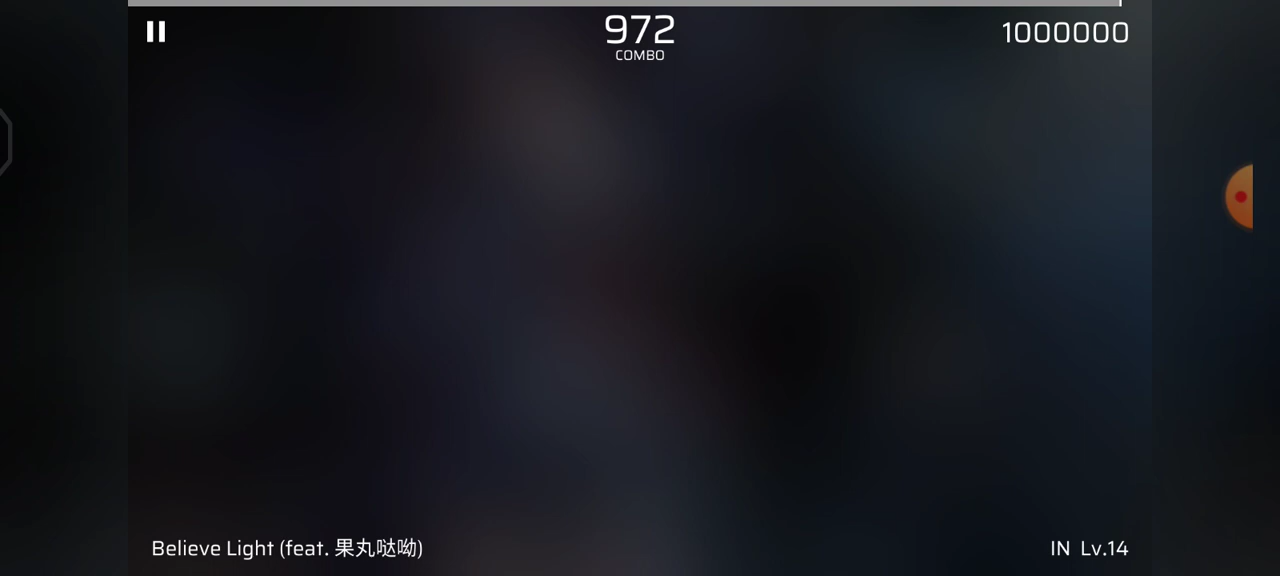 972
COMBO
1000000
Believe Light (feat. 果丸哒呦)
IN Lv.14